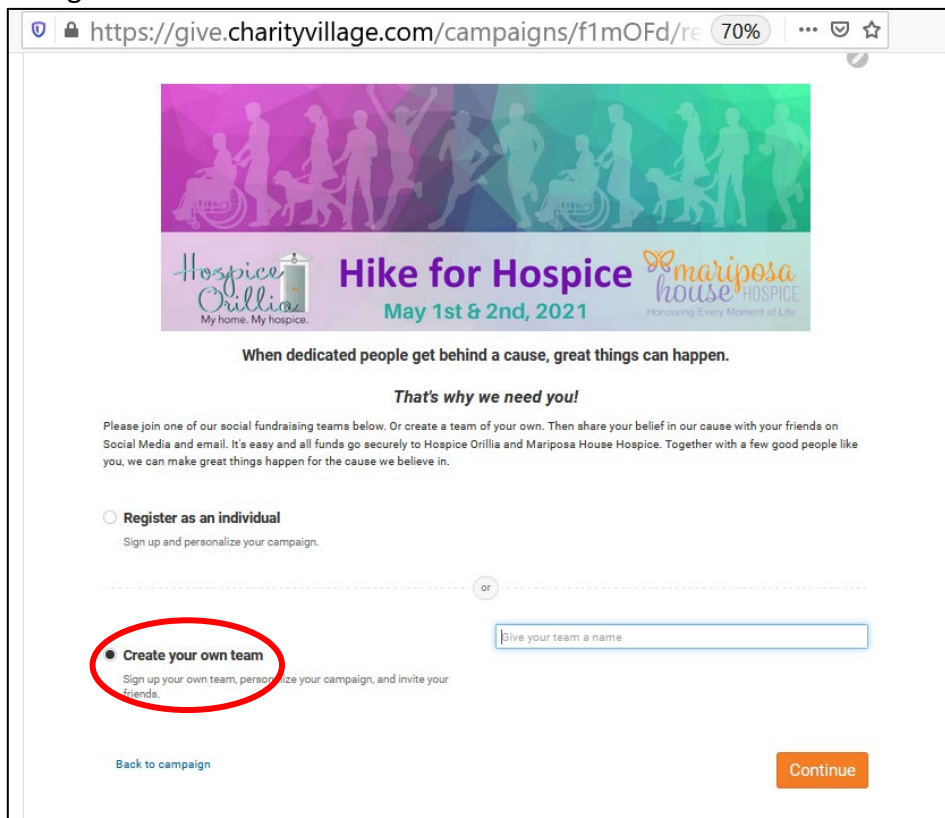 https://give.charityvillage.com/campaigns/f1mOFd/re 70%
Hospice
Orillia
My home. My hospice.
Hike for Hospice
May 1st & 2nd, 2021
mariposa
house HOSPICE
Honouring Every Moment of Life
When dedicated people get behind a cause, great things can happen.
That's why we need you!
Please join one of our social fundraising teams below. Or create a team of your own. Then share your belief in our cause with your friends on
Social Media and email. It's easy and all funds go securely to Hospice Orillia and Mariposa House Hospice. Together with a few good people like
you, we can make great things happen for the cause we believe in.
Register as an individual
Sign up and personalize your campaign.
or
Give your team a name
Create your own team
Sign up your own team, personalize your campaign, and invite your
friends.
Back to campaign
Continue